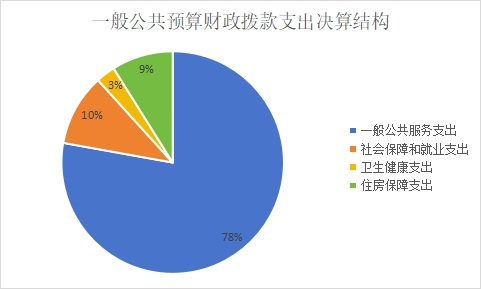 一般公共预算财政拨款支出决算结构
9%
3%
10%
78%
一般公共服务支出
社会保障和就业支出
卫生健康支出
住房保障支出